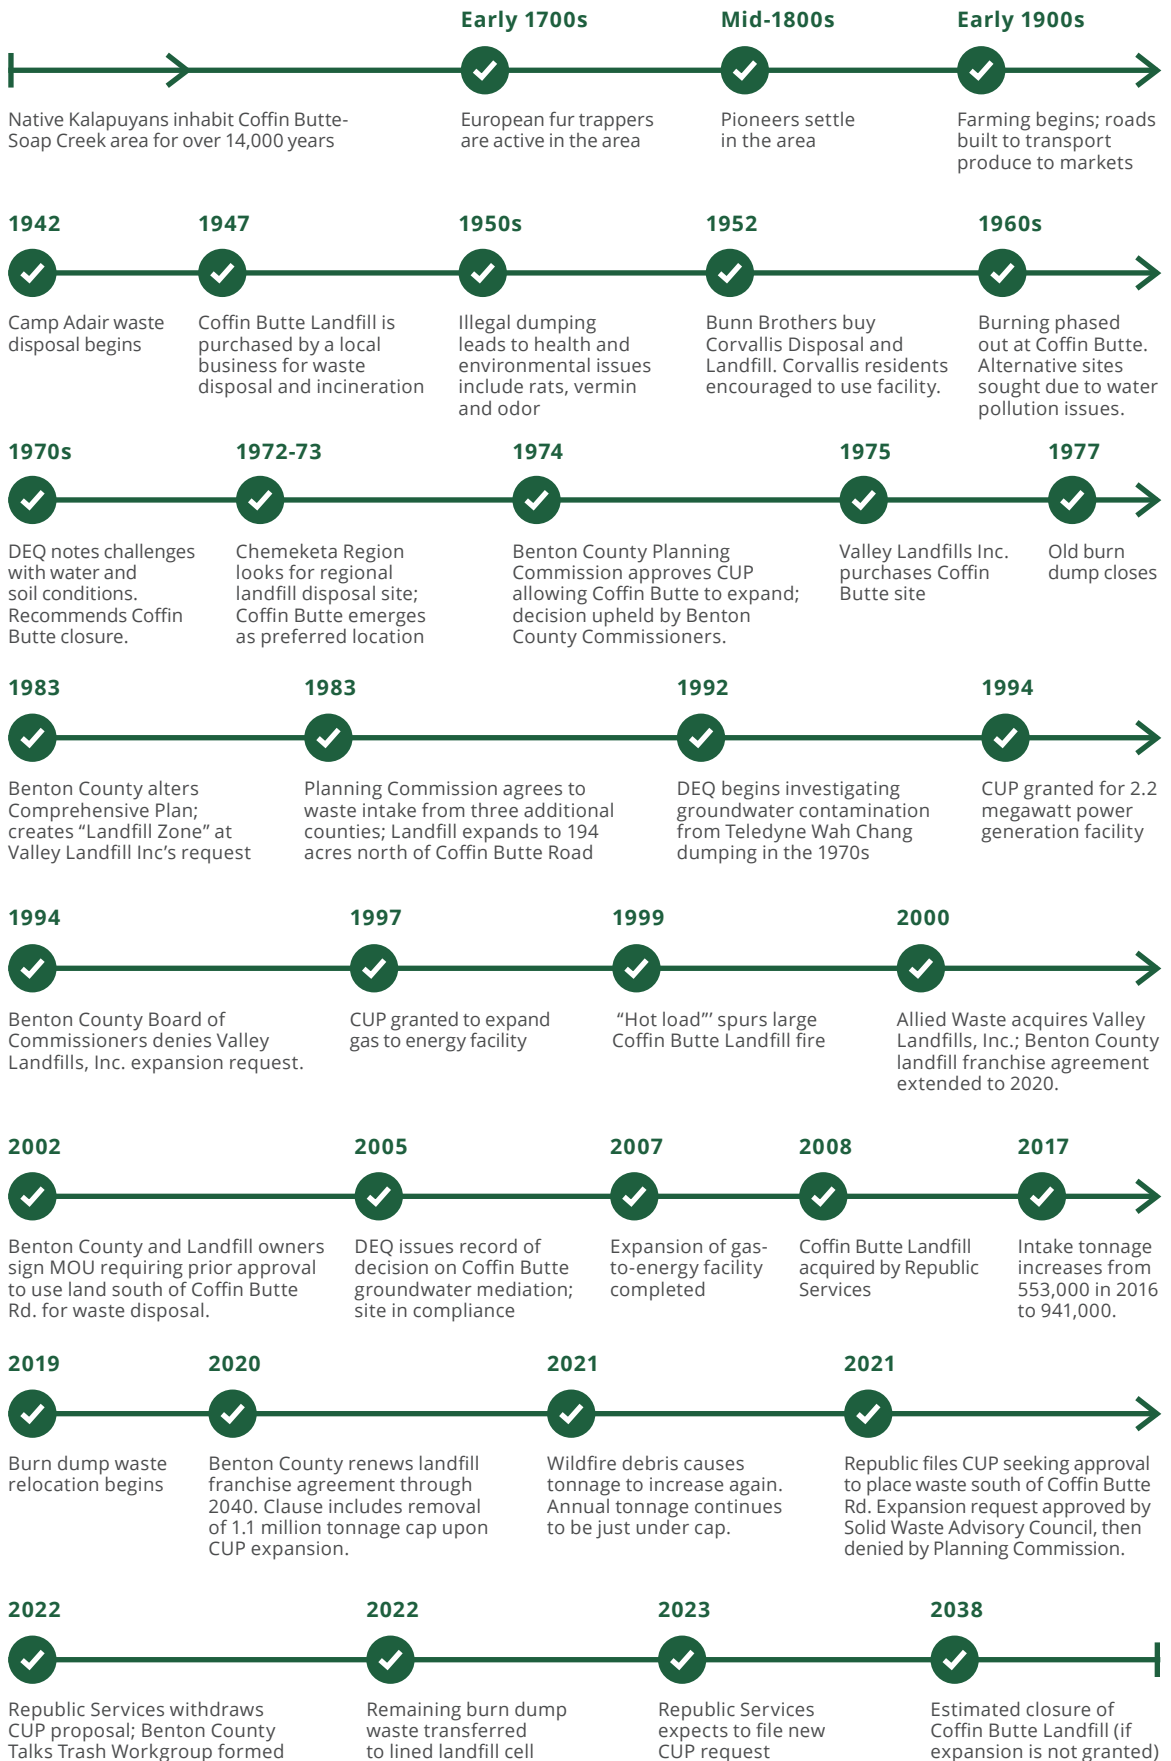 Early 1700s
Mid-1800s
Early 1900s
Native Kalapuyans inhabit Coffin Butte-
Soap Creek area for over 14,000 years
European fur trappers
are active in the area
Pioneers settle
in the area
Farming begins; roads
built to transport
produce to markets
1942
1947
1950s
1952
1960s
Camp Adair waste
disposal begins
Coffin Butte Landfill is
purchased by a local
business for waste
disposal and incineration
Illegal dumping
leads to health and
environmental issues
include rats, vermin
and odor
Bunn Brothers buy
Corvallis Disposal and
Landfill. Corvallis residents
encouraged to use facility.
Burning phased
out at Coffin Butte.
Alternative sites
sought due to water
pollution issues.
1970s
1972-73
1974
1975
1977
DEQ notes challenges
with water and
soil conditions.
Recommends Coffin
Butte closure.
Chemeketa Region
looks for regional
landfill disposal site;
Coffin Butte emerges
as preferred location
Benton County Planning
Commission approves CUP
allowing Coffin Butte to expand;
decision upheld by Benton
County Commissioners.
Valley Landfills Inc.
purchases Coffin
Butte site
Old burn
dump closes
1983
1983
1992
1994
Benton County alters
Comprehensive Plan;
creates “Landfill Zone” at
Valley Landfill Inc's request
Planning Commission agrees to
waste intake from three additional
counties; Landfill expands to 194
acres north of Coffin Butte Road
DEQ begins investigating
groundwater contamination
from Teledyne Wah Chang
dumping in the 1970s
CUP granted for 2.2
megawatt power
generation facility
1994
1997
1999
2000
Benton County Board of
Commissioners denies Valley
Landfills, Inc. expansion request.
CUP granted to expand
gas to energy facility
“Hot load”’ spurs large
Coffin Butte Landfill fire
Allied Waste acquires Valley
Landfills, Inc.; Benton County
landfill franchise agreement
extended to 2020.
2002
2005
2007
2008
2017
Benton County and Landfill owners
sign MOU requiring prior approval
to use land south of Coffin Butte
Rd. for waste disposal.
DEQ issues record of
decision on Coffin Butte
groundwater mediation;
site in compliance
Expansion of gas-
to-energy facility
completed
Coffin Butte Landfill
acquired by Republic
Services
Intake tonnage
increases from
553,000 in 2016
to 941,000.
2019
2020
2021
2021
Burn dump waste
relocation begins
Benton County renews landfill
franchise agreement through
2040. Clause includes removal
of 1.1 million tonnage cap upon
CUP expansion.
Wildfire debris causes
tonnage to increase again.
Annual tonnage continues
to be just under cap.
Republic files CUP seeking approval
to place waste south of Coffin Butte
Rd. Expansion request approved by
Solid Waste Advisory Council, then
denied by Planning Commission.
2022
2022
2023
2038
Republic Services withdraws
CUP proposal; Benton County
Talks Trash Workgroup formed
Remaining burn dump
waste transferred
to lined landfill cell
Republic Services
expects to file new
CUP request
Estimated closure of
Coffin Butte Landfill (if
expansion is not granted)